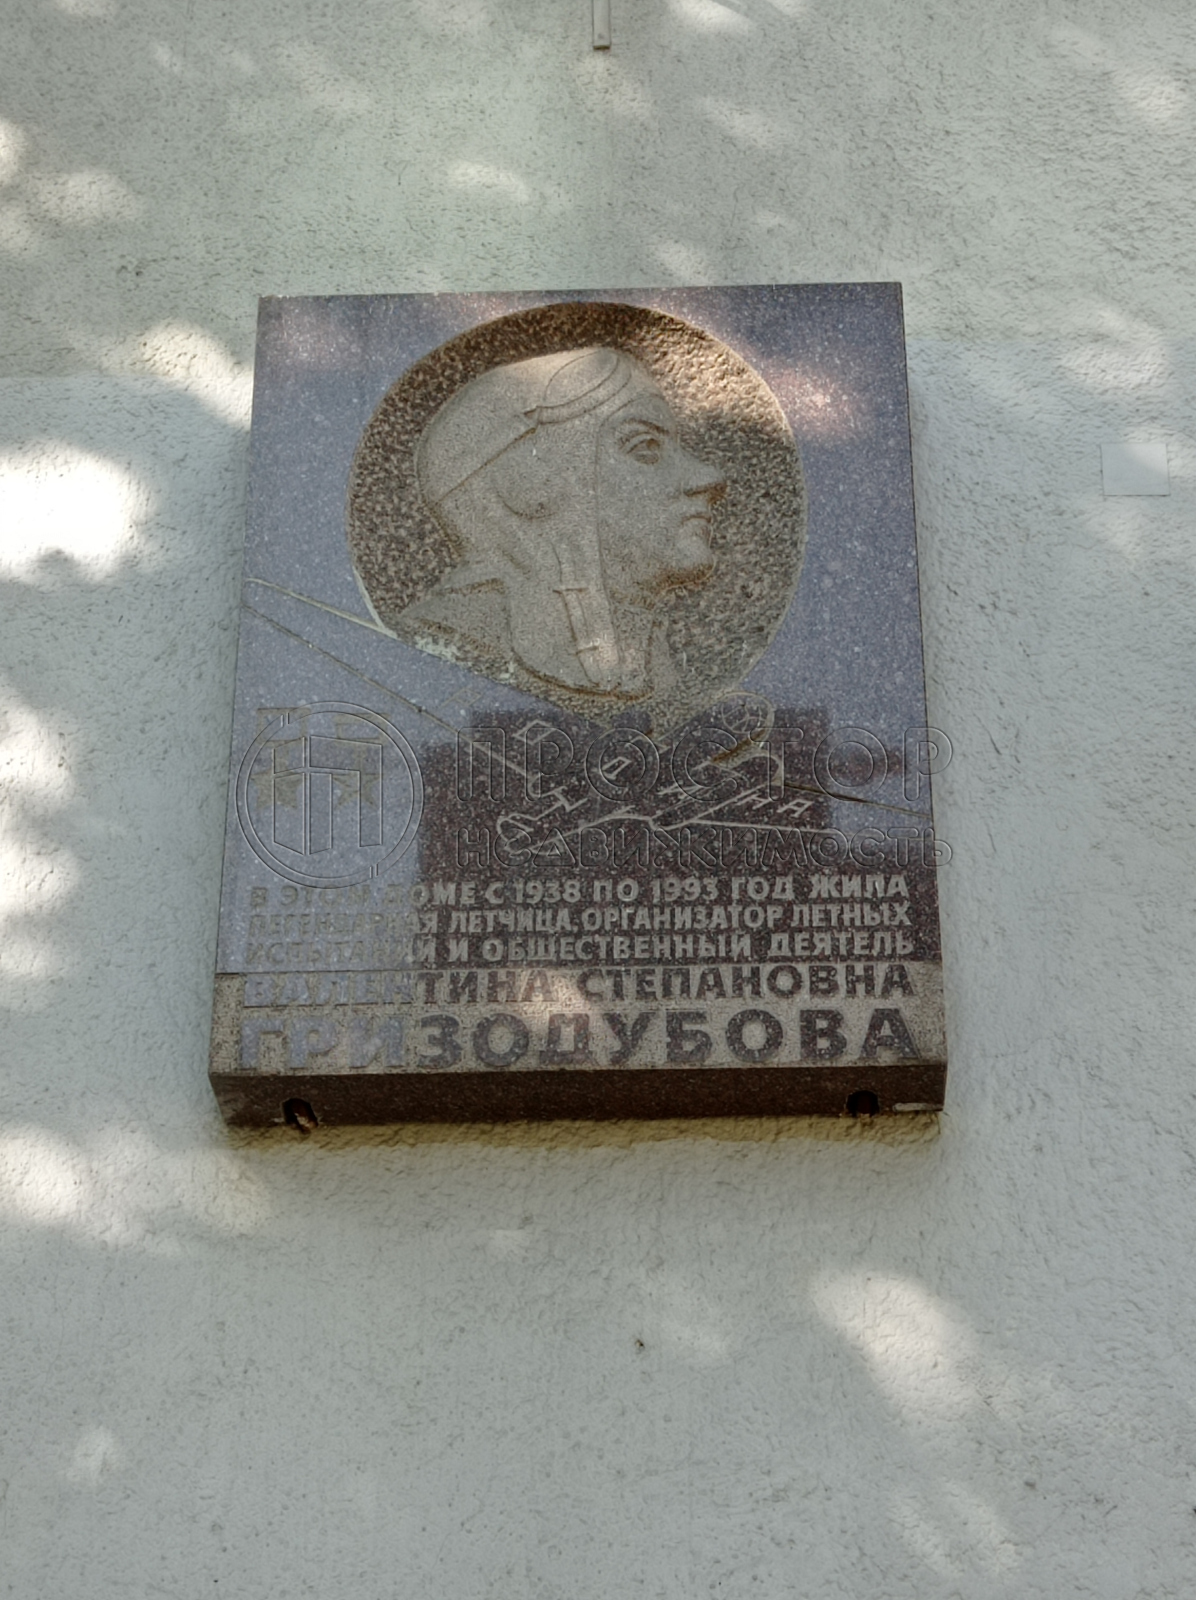 РОДИНА
ПРОСТОР
НЕДВИЖИМОСТЬ
В ЭТОМ ДОМЕ С 1938 ПО 1993 ГОД ЖИЛА
ЛЕГЕНДАРНАЯ ЛЕТЧИЦА, ОРГАНИЗАТОР ЛЕТНЫХ
ИСПЫТАНИЙ И ОБЩЕСТВЕННЫЙ ДЕЯТЕЛЬ
ВАЛЕНТИНА СТЕПАНОВНА
ГРИЗОДУБОВА